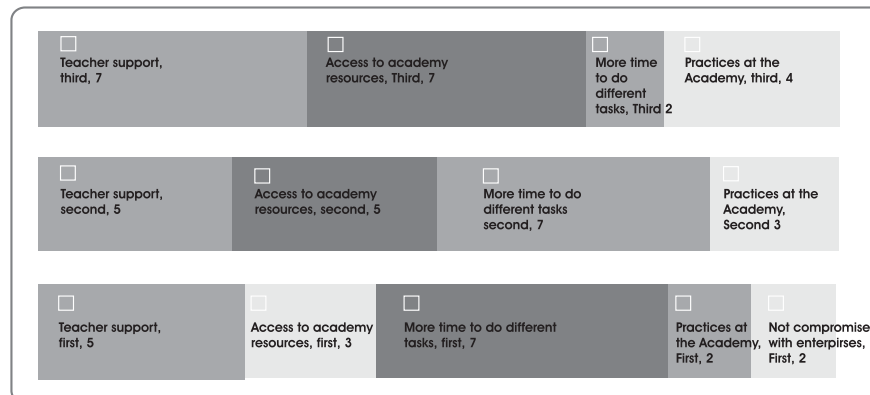 Teacher support,
third, 7
Access to academy
resources, Third, 7
More time
to do
different
tasks, Third 2
Practices at the
Academy, third, 4
Teacher support,
second, 5
Access to academy
resources, second, 5
More time to do
different tasks
second, 7
Practices at the
Academy,
Second 3
Teacher support,
first, 5
Access to academy
resources, first, 3
More time to do different
tasks, first, 7
Practices at
the Academy,
First, 2
Not compromise
with enterpirses,
First, 2